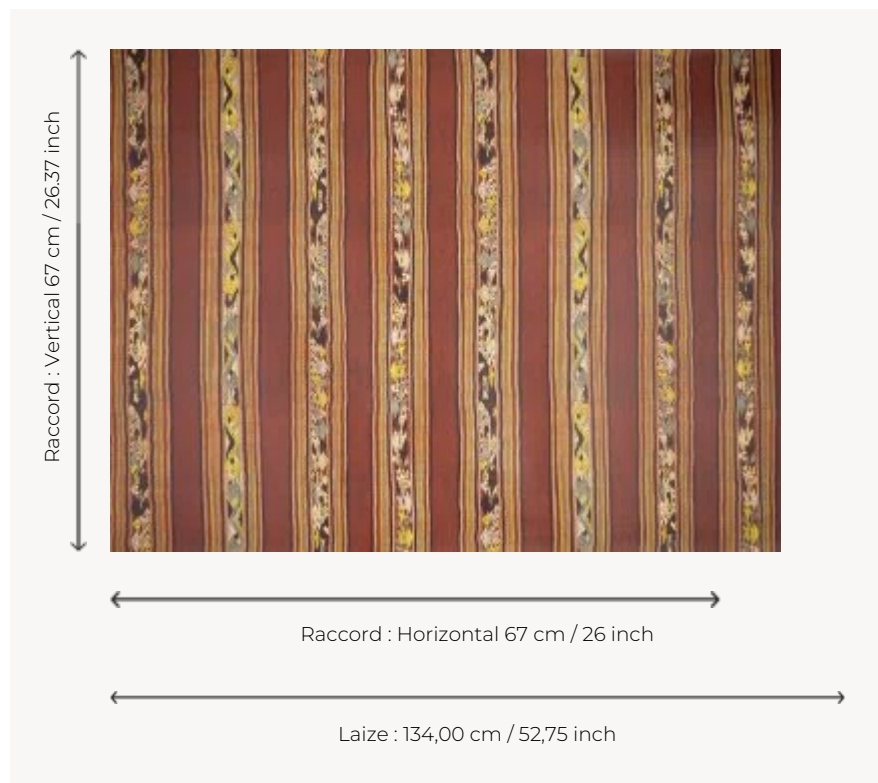 Raccord : Vertical 67 cm / 26.37 inch
Raccord : Horizontal 67 cm / 26 inch
Laize : 134,00 cm / 52,75 inch